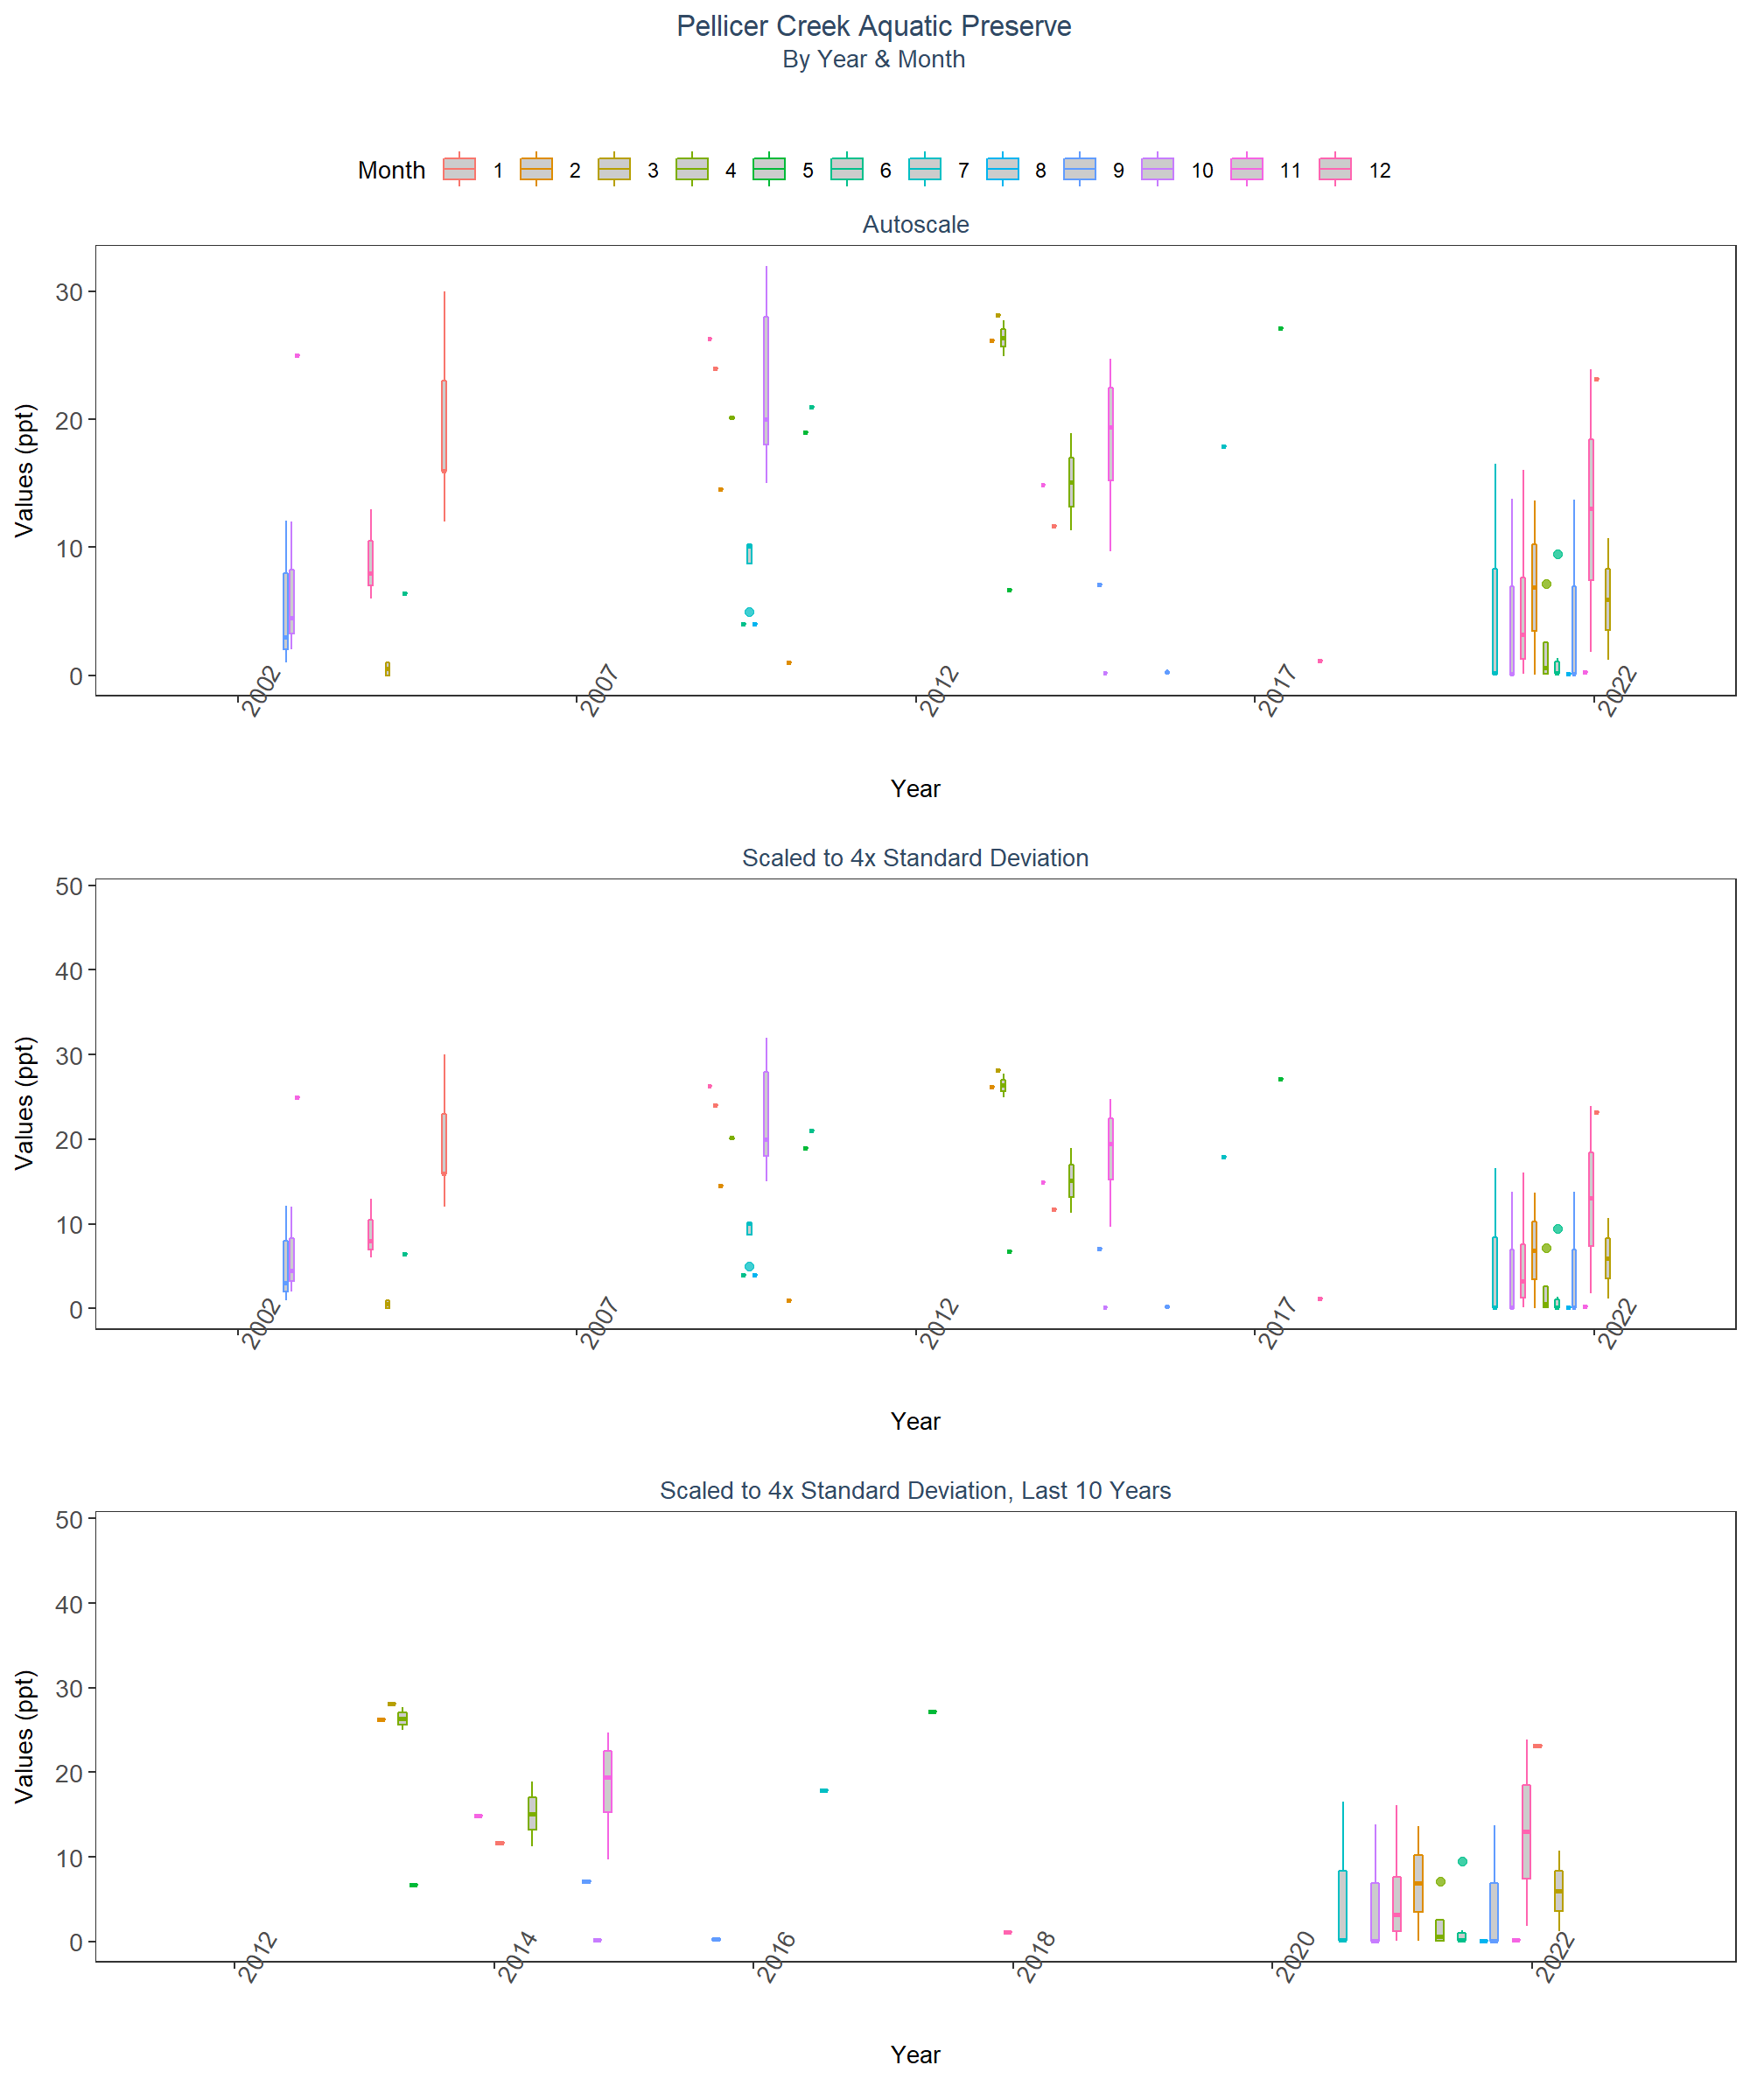 Pellicer Creek Aquatic Preserve
By Year & Month
Month 1 2 3 4 5 6 7 8 9 10 11 12
Autoscale
Values (ppt)
30
20
10
0
2002 2007 2012 2017 2022
Year
Scaled to 4x Standard Deviation
Values (ppt)
50
40
30
20
10
0
2002 2007 2012 2017 2022
Year
Scaled to 4x Standard Deviation, Last 10 Years
Values (ppt)
50
40
30
20
10
0
2012 2014 2016 2018 2020 2022
Year